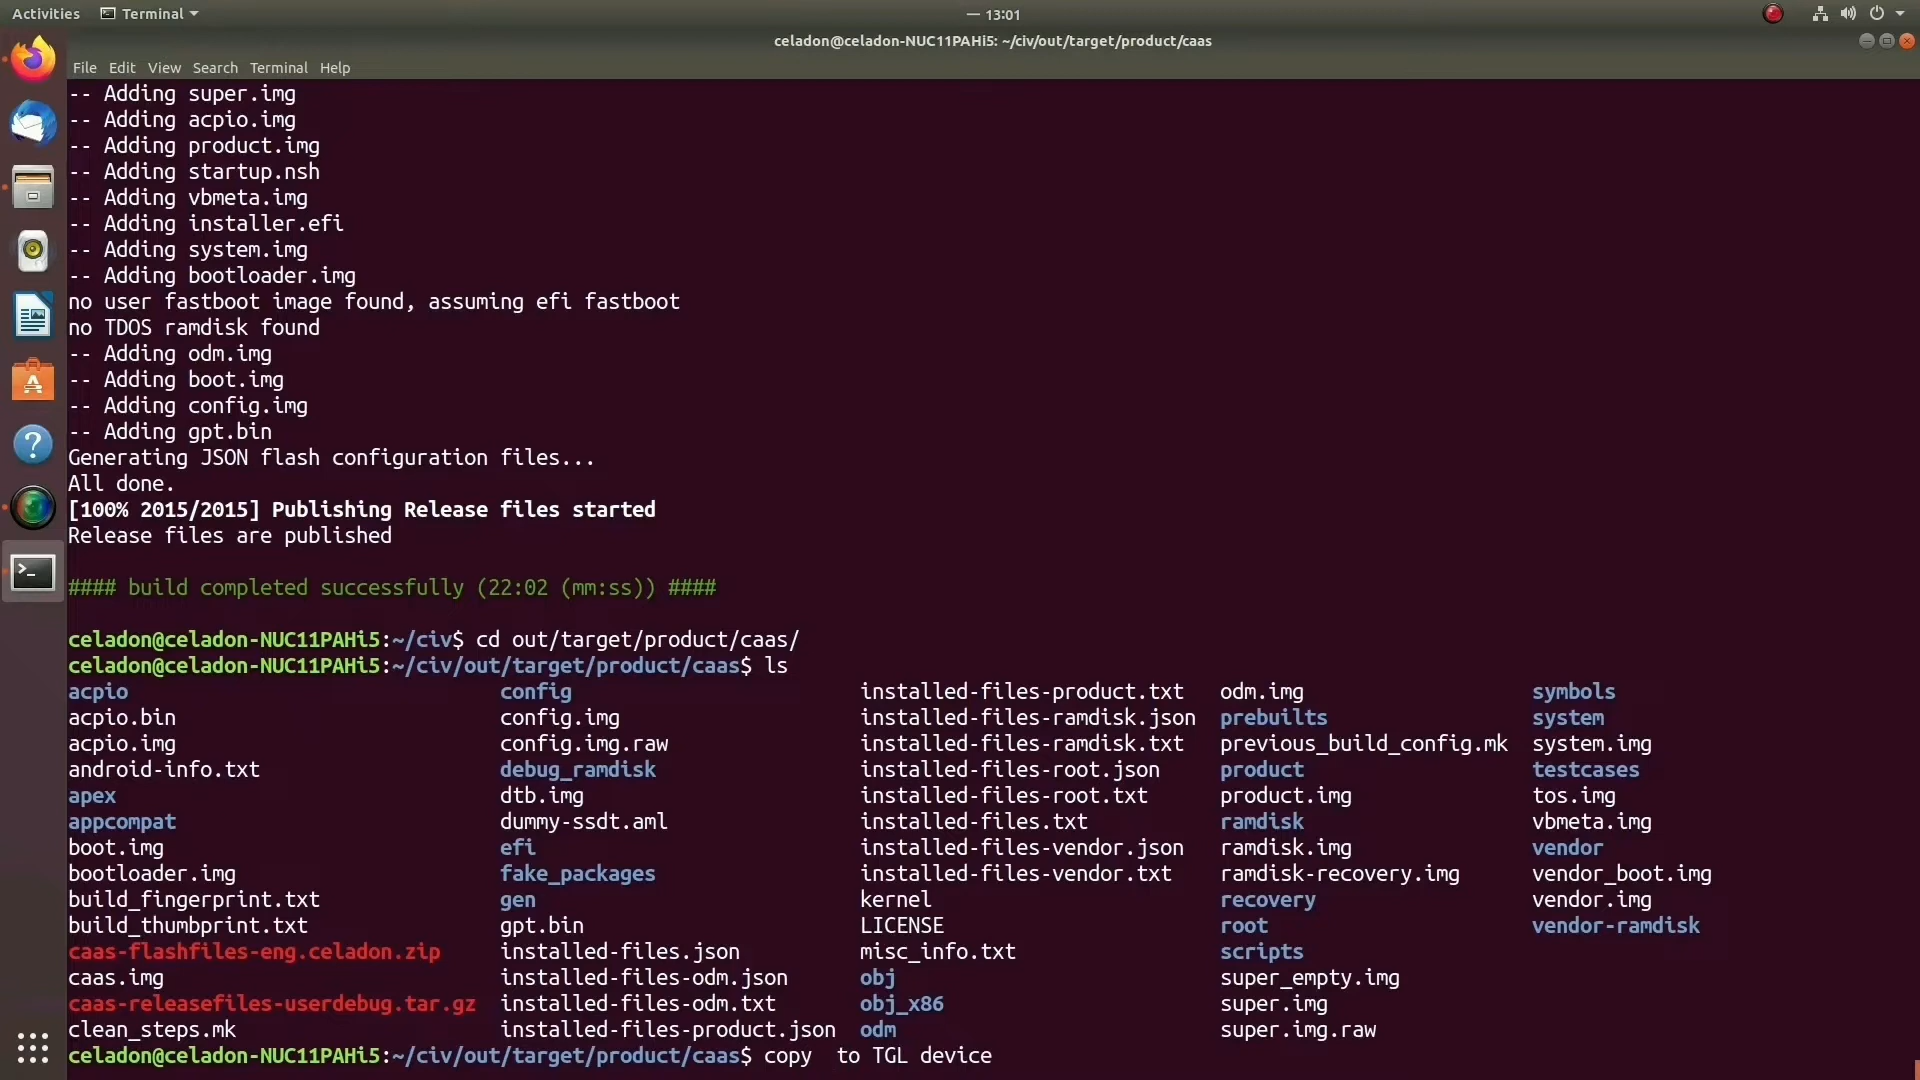 Activities Terminal 13:01
celadon@celadon-NUC11PAHi5: ~/civ/out/target/product/caas
File Edit View Search Terminal Help
-- Adding super.img
-- Adding acpio.img
-- Adding product.img
-- Adding startup.nsh
-- Adding vbmeta.img
-- Adding installer.efi
-- Adding system.img
-- Adding bootloader.img
no user fastboot image found, assuming efi fastboot
no TDOS ramdisk found
-- Adding odm.img
-- Adding boot.img
-- Adding config.img
-- Adding gpt.bin
Generating JSON flash configuration files...
All done.
[100% 2015/2015] Publishing Release files started
Release files are published
#### build completed successfully (22:02 (mm:ss)) ####
celadon@celadon-NUC11PAHi5:~/civ$ cd out/target/product/caas/
celadon@celadon-NUC11PAHi5:~/civ/out/target/product/caas$ ls
acpio config installed-files-product.txt odm.img symbols
acpio.bin config.img installed-files-ramdisk.json prebuilts system
acpio.img config.img.raw installed-files-ramdisk.txt previous_build_config.mk system.img
android-info.txt debug_ramdisk installed-files-root.json product testcases
apex dtb.img installed-files-root.txt product.img tos.img
appcompat dummy-ssdt.aml installed-files.txt ramdisk vbmeta.img
boot.img efi installed-files-vendor.json ramdisk.img vendor
bootloader.img fake_packages installed-files-vendor.txt ramdisk-recovery.img vendor_boot.img
build_fingerprint.txt gen kernel recovery vendor.img
build_thumbprint.txt gpt.bin LICENSE root vendor-ramdisk
caas-flashfiles-eng.celadon.zip installed-files.json misc_info.txt scripts
caas.img installed-files-odm.json obj super_empty.img
caas-releasefiles-userdebug.tar.gz installed-files-odm.txt obj_x86 super.img
clean_steps.mk installed-files-product.json odm super.img.raw
celadon@celadon-NUC11PAHi5:~/civ/out/target/product/caas$ copy  to TGL device